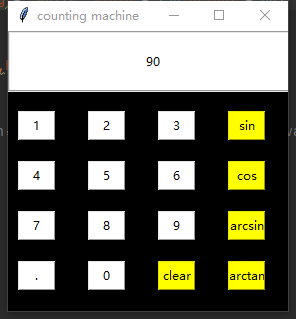 counting machine
90
1 2 3 sin
4 5 6 cos
7 8 9 arcsin
. 0 clear arctan